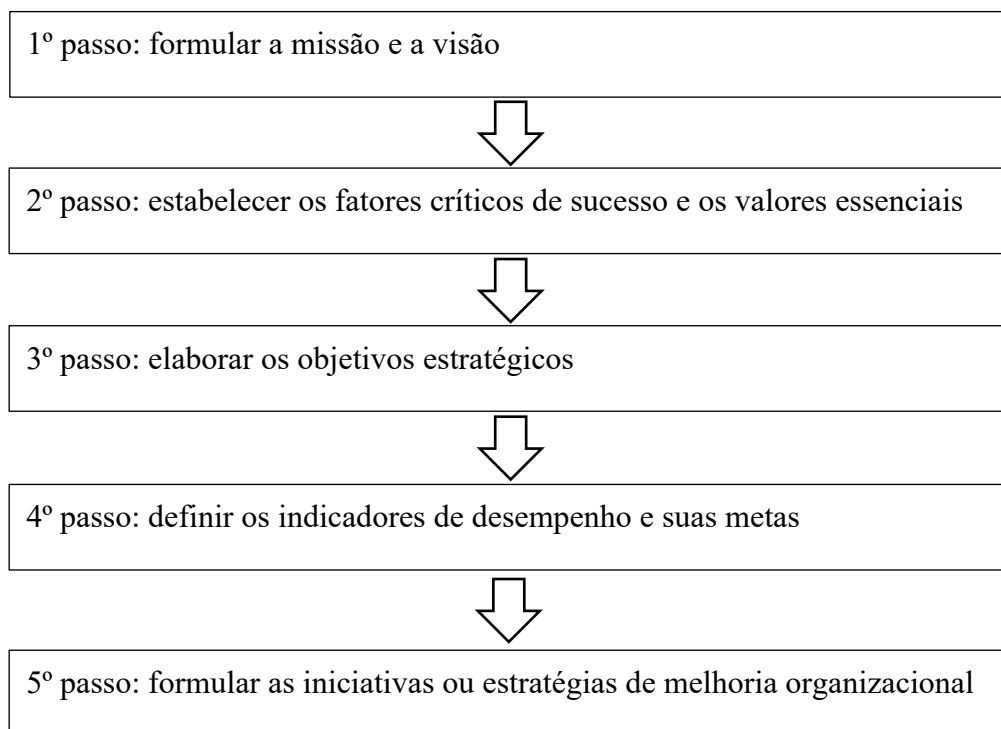 1º passo: formular a missão e a visão
2º passo: estabelecer os fatores críticos de sucesso e os valores essenciais
3º passo: elaborar os objetivos estratégicos
4º passo: definir os indicadores de desempenho e suas metas
5º passo: formular as iniciativas ou estratégias de melhoria organizacional